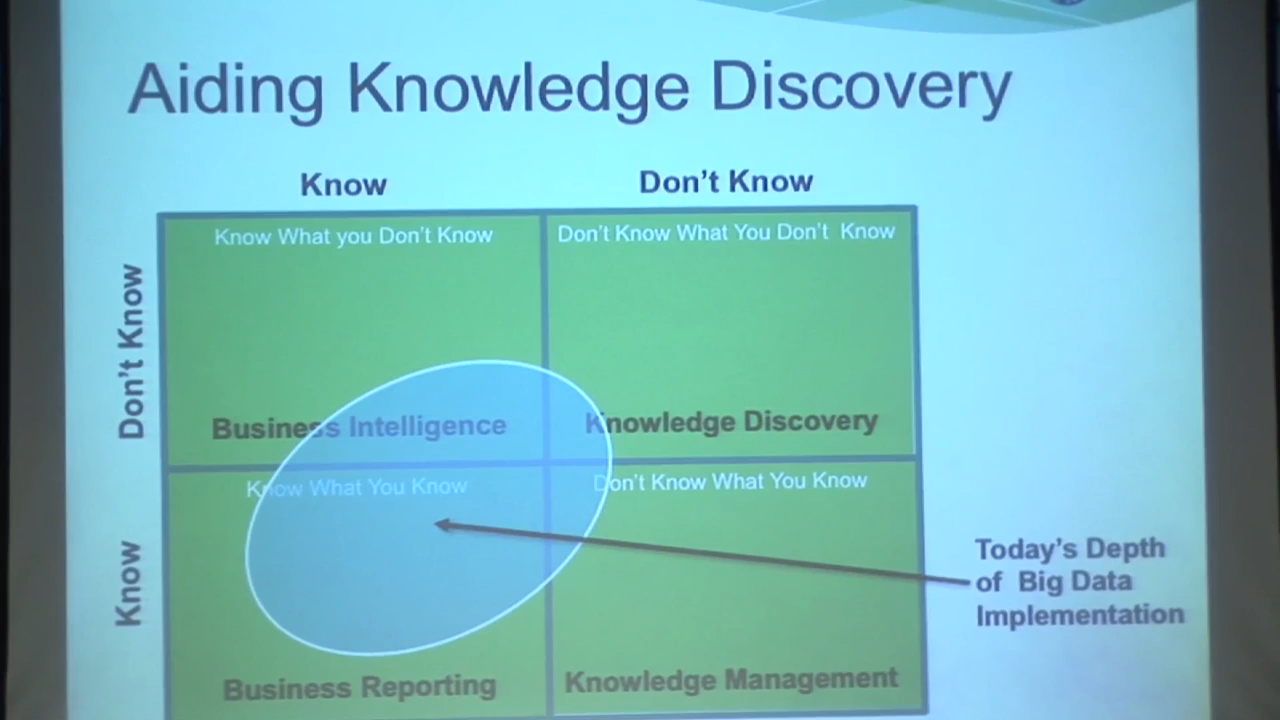 Aiding Knowledge Discovery
Know
Don't Know
Don't Know
Know What you Don't Know
Don't Know What You Don't Know
Business Intelligence
Knowledge Discovery
Know
Know What You Know
Don't Know What You Know
Today's Depth
of Big Data
Implementation
Business Reporting
Knowledge Management